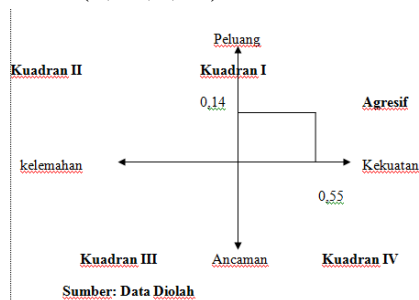 Peluang
Kuadran II Kuadran I
0,14 Agresif
kelemahan Kekuatan
0,55
Kuadran III Ancaman Kuadran IV
Sumber: Data Diolah